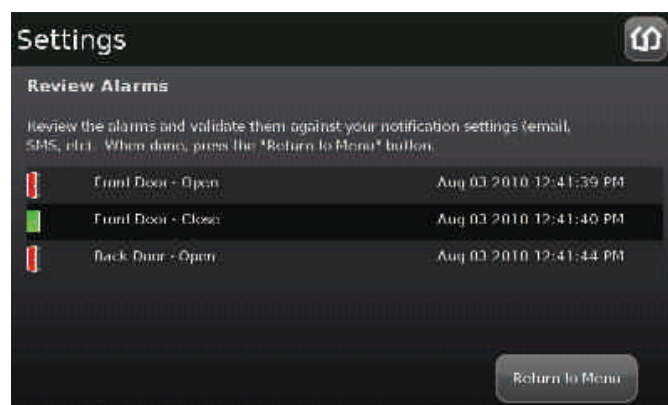 Settings
Review Alarms
Review the alarms and validate them against your notification settings (email,
SMS, etc). When done, press the "Return to Menu" button.
Front Door - Open Aug 03 2010 12:41:39 PM
Front Door - Close Aug 03 2010 12:41:40 PM
Back Door - Open Aug 03 2010 12:41:44 PM
Return to Menu